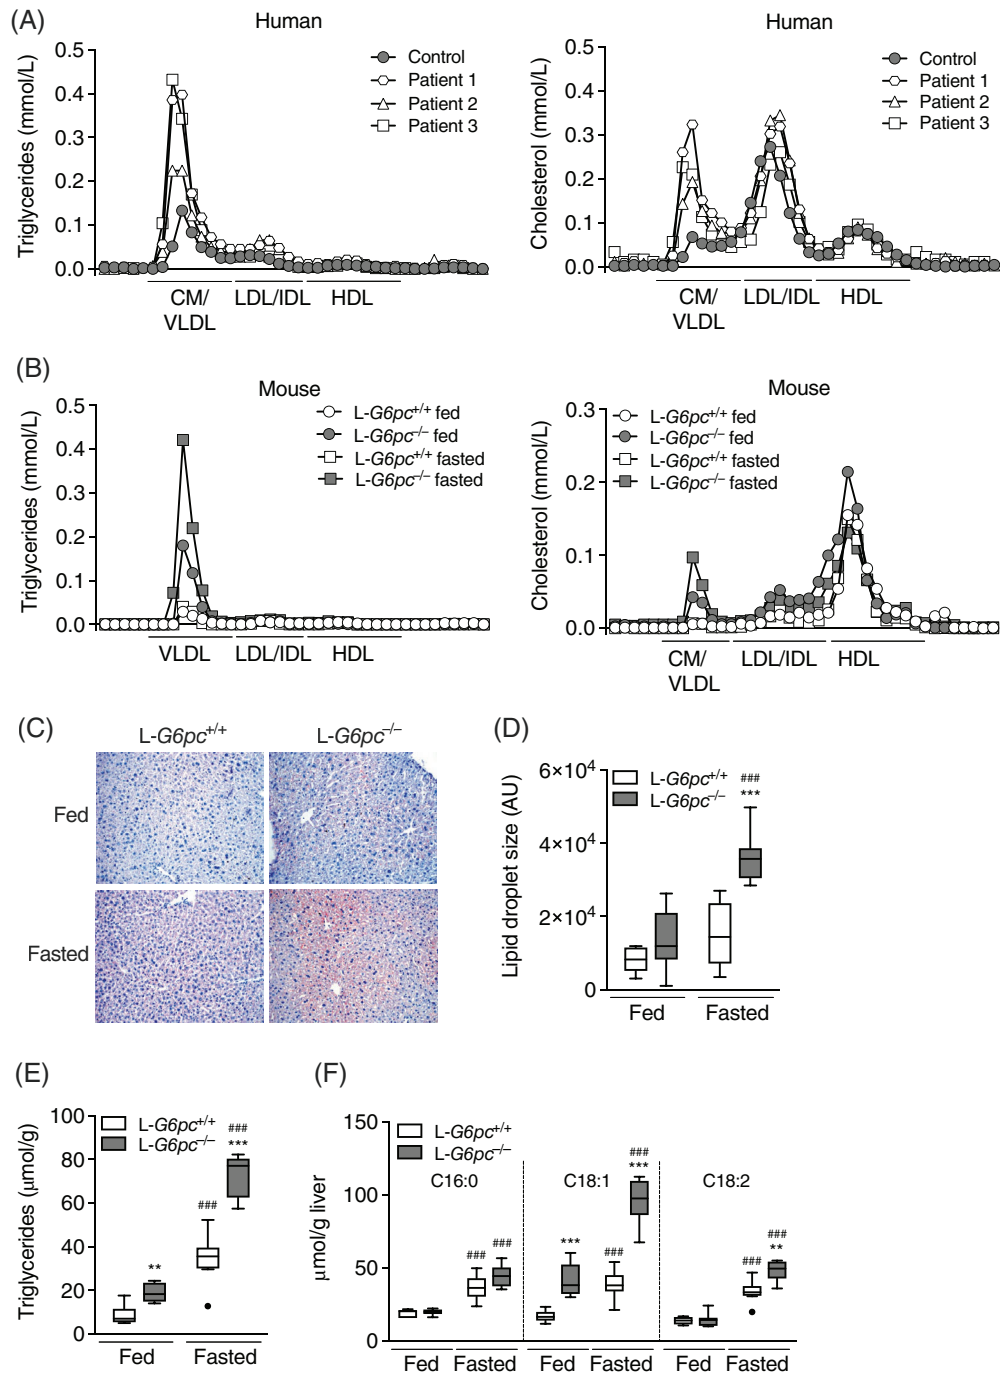 (A)
Human
Triglycerides (mmol/L)
0.5
0.4
0.3
0.2
0.1
0.0
Control
Patient 1
Patient 2
Patient 3
CM/
VLDL
LDL/IDL
HDL
Human
Cholesterol (mmol/L)
0.5
0.4
0.3
0.2
0.1
0.0
Control
Patient 1
Patient 2
Patient 3
CM/
VLDL
LDL/IDL
HDL
(B)
Mouse
Triglycerides (mmol/L)
0.5
0.4
0.3
0.2
0.1
0.0
L-G6pc+/+ fed
L-G6pc–/– fed
L-G6pc+/+ fasted
L-G6pc–/– fasted
VLDL
LDL/IDL
HDL
Mouse
Cholesterol (mmol/L)
0.3
0.2
0.1
0.0
L-G6pc+/+ fed
L-G6pc–/– fed
L-G6pc+/+ fasted
L-G6pc–/– fasted
CM/
VLDL
LDL/IDL
HDL
(C)
L-G6pc+/+
L-G6pc–/–
Fed
Fasted
(D)
Lipid droplet size (AU)
6×10⁴
4×10⁴
2×10⁴
0
L-G6pc+/+
L-G6pc–/–
###
***
Fed
Fasted
(E)
Triglycerides (μmol/g)
100
80
60
40
20
0
L-G6pc+/+
L-G6pc–/–
**
###
###
***
Fed
Fasted
(F)
μmol/g liver
150
100
50
0
L-G6pc+/+
L-G6pc–/–
C16:0
C18:1
C18:2
###
###
***
###
###
***
###
###
**
Fed
Fasted
Fed
Fasted
Fed
Fasted